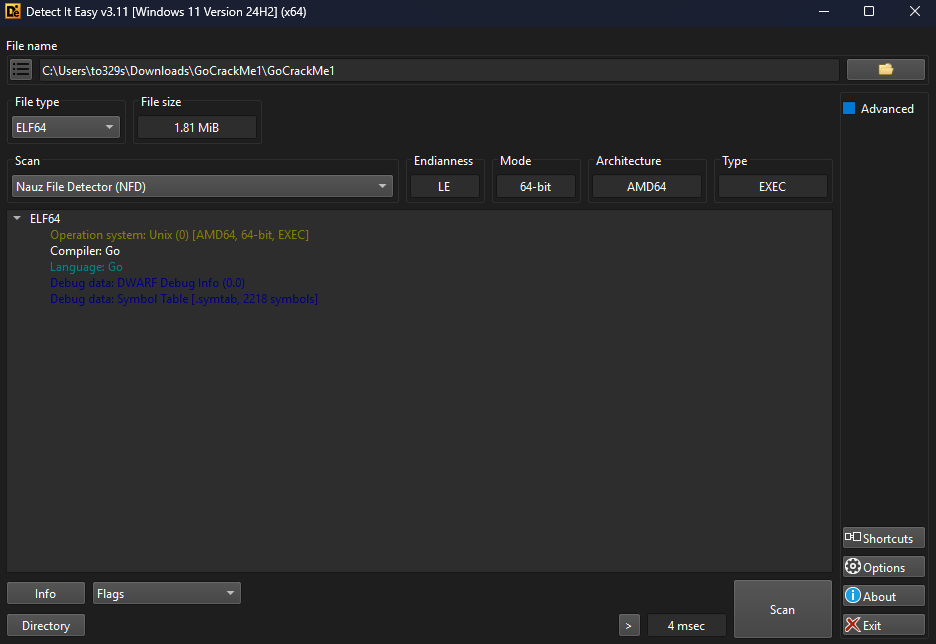 Detect It Easy v3.11 [Windows 11 Version 24H2] (x64)
File name
C:\Users\to329s\Downloads\GoCrackMe1\GoCrackMe1
File type
File size
Advanced
ELF64
1.81 MiB
Scan
Endianness
Mode
Architecture
Type
Nauz File Detector (NFD)
LE
64-bit
AMD64
EXEC
ELF64
Operation system: Unix (0) [AMD64, 64-bit, EXEC]
Compiler: Go
Language: Go
Debug data: DWARF Debug Info (0.0)
Debug data: Symbol Table [.symtab, 2218 symbols]
Shortcuts
Options
About
Exit
Info
Flags
Scan
Directory
>
4 msec